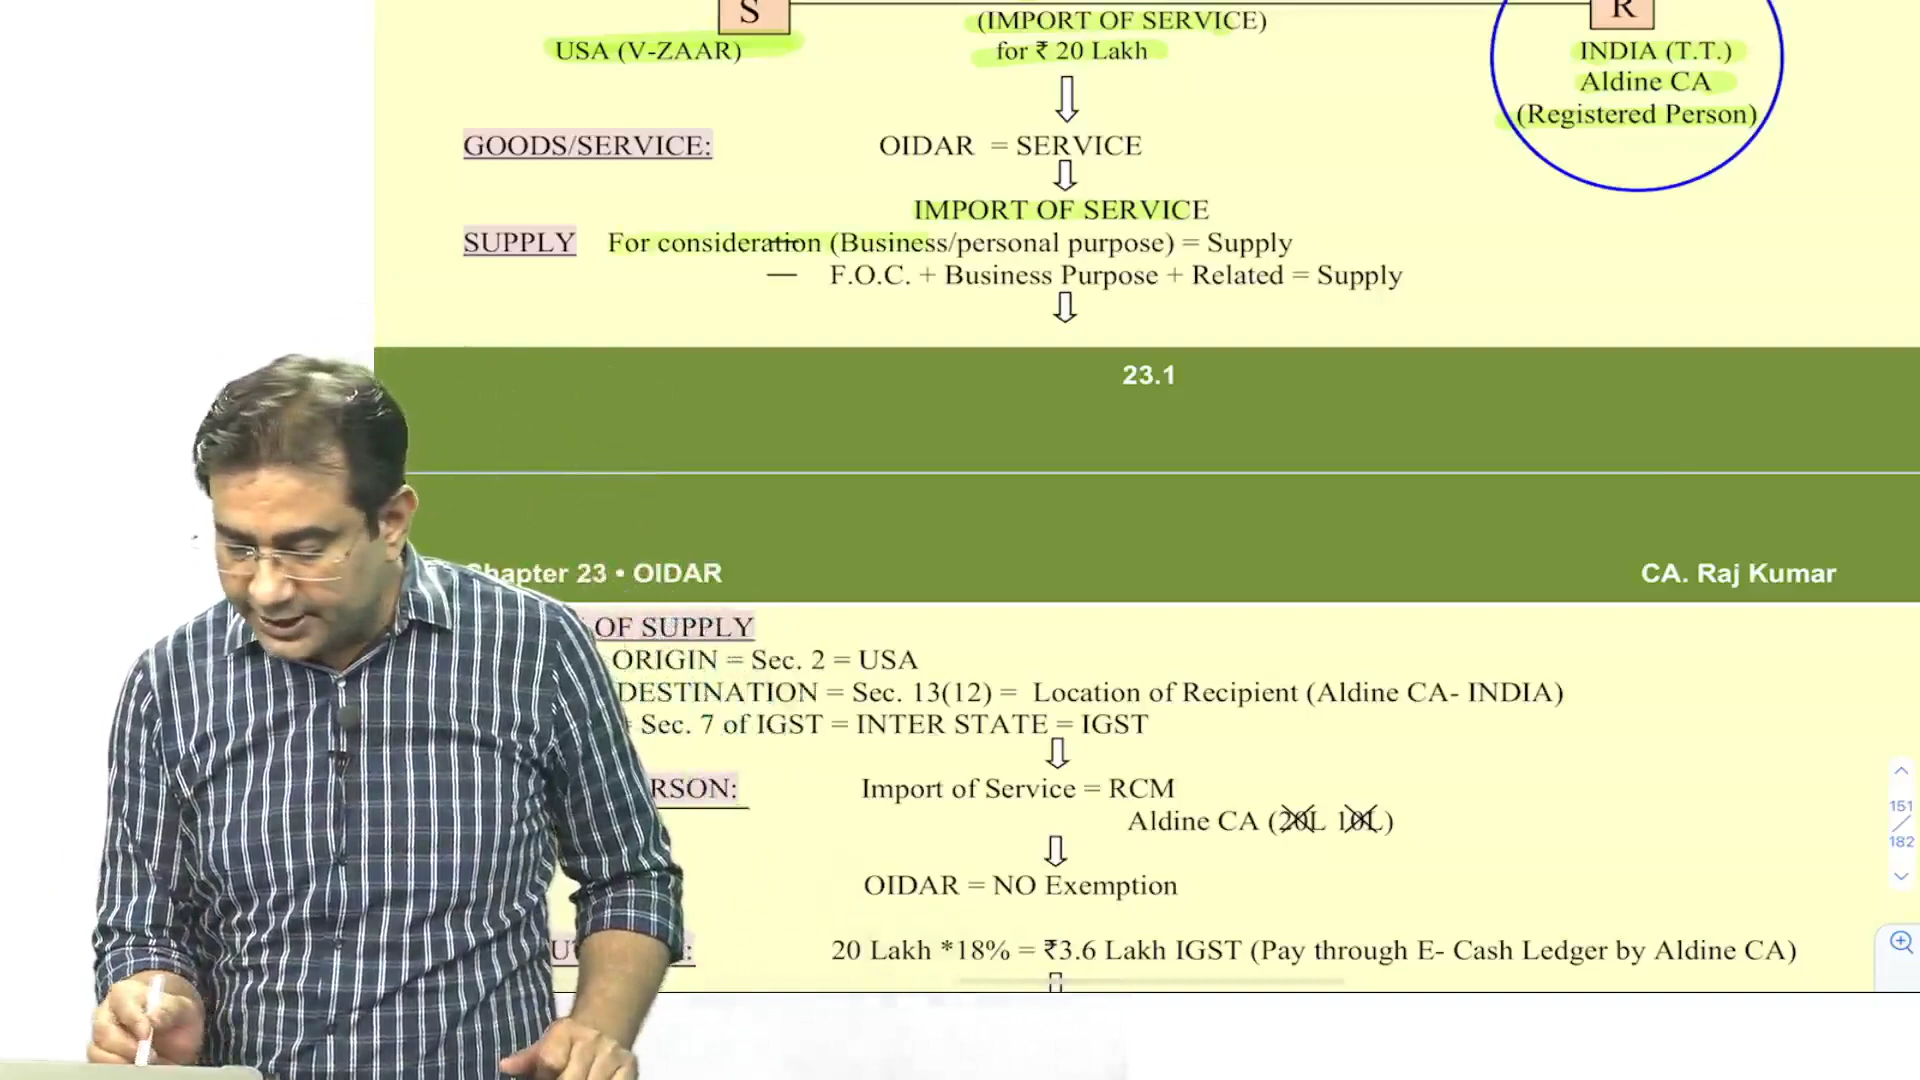 S
R
(IMPORT OF SERVICE)
USA (V-ZAAR)
for ₹ 20 Lakh
INDIA (T.T.)
Aldine CA
(Registered Person)
GOODS/SERVICE:
OIDAR = SERVICE
IMPORT OF SERVICE
SUPPLY
For consideration (Business/personal purpose) = Supply
— F.O.C. + Business Purpose + Related = Supply
23.1
Chapter 23 • OIDAR
CA. Raj Kumar
OF SUPPLY
ORIGIN = Sec. 2 = USA
DESTINATION = Sec. 13(12) = Location of Recipient (Aldine CA- INDIA)
= Sec. 7 of IGST = INTER STATE = IGST
RSON:
Import of Service = RCM
Aldine CA (20L 10L)
OIDAR = NO Exemption
20 Lakh *18% = ₹3.6 Lakh IGST (Pay through E- Cash Ledger by Aldine CA)
151
182